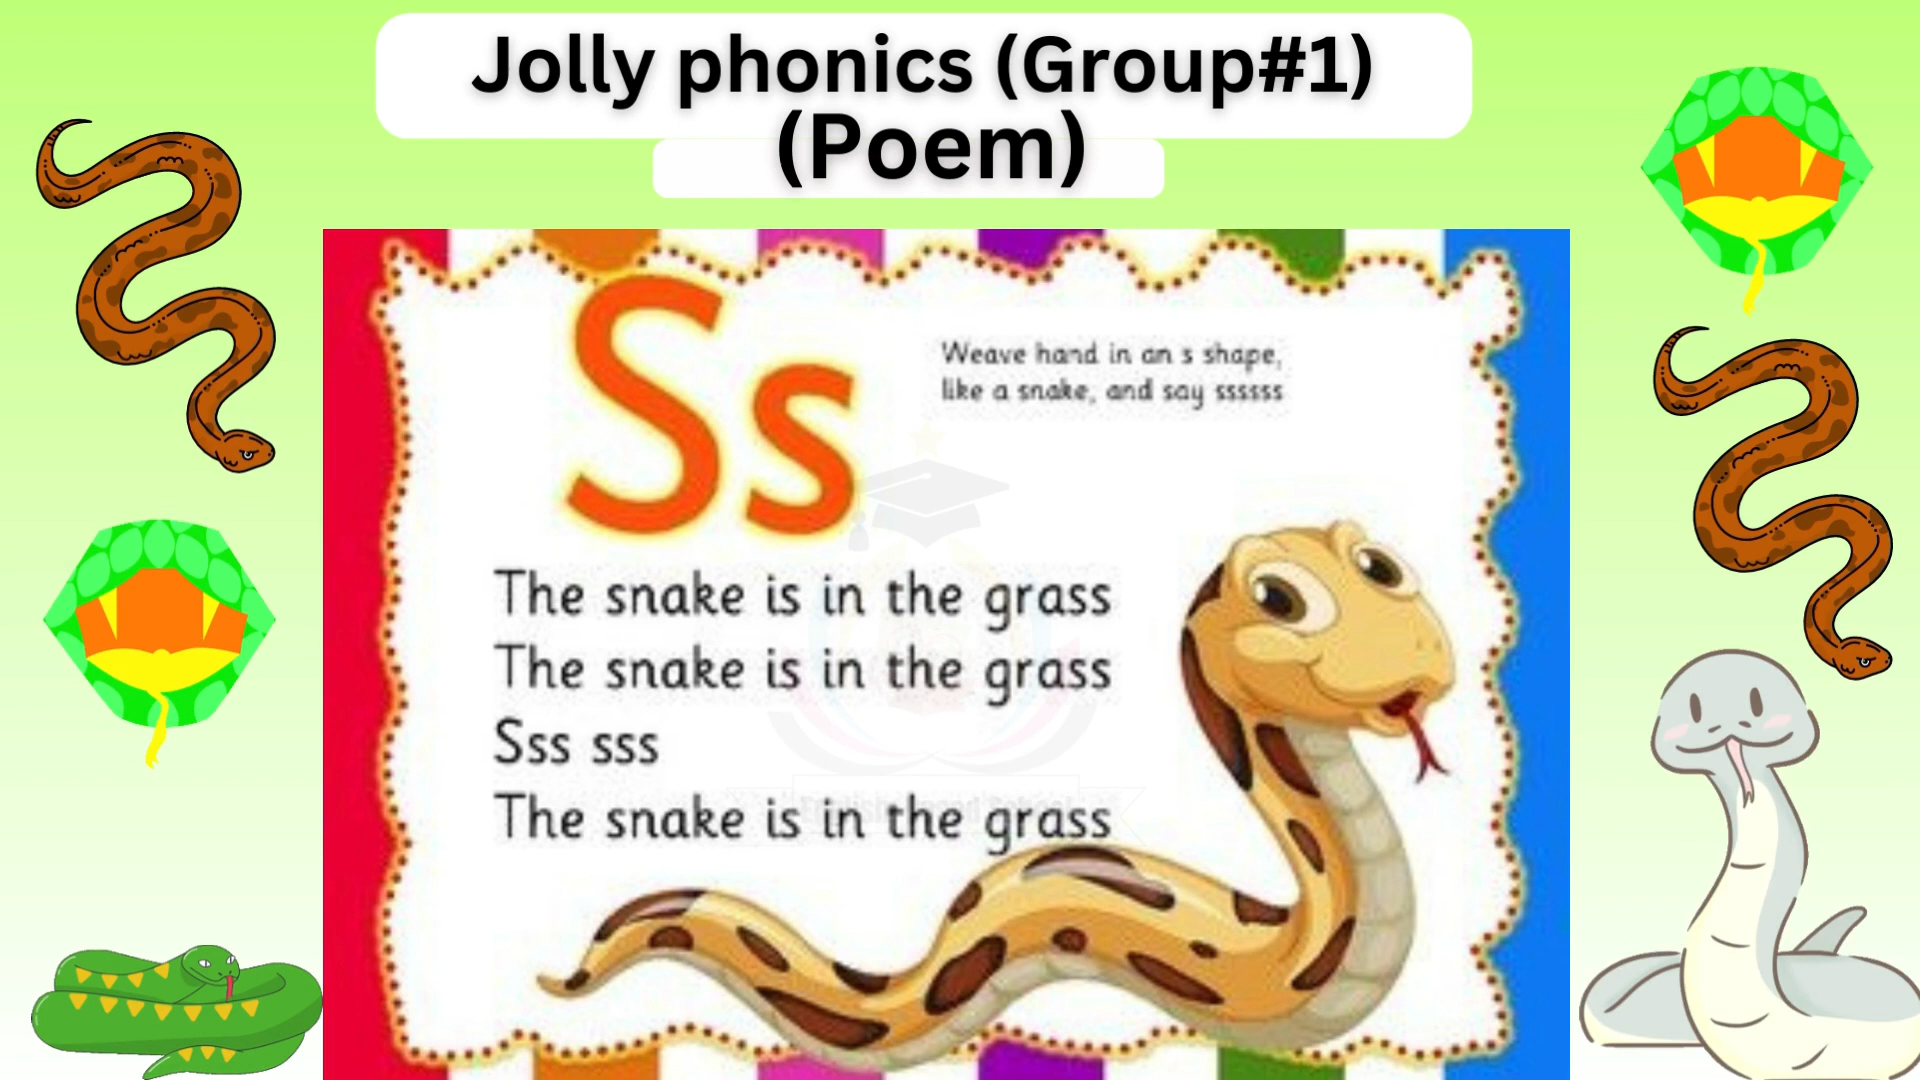 Jolly phonics (Group#1)
(Poem)
Ss
Weave hand in an s shape,
like a snake, and say ssssss
The snake is in the grass
The snake is in the grass
Sss sss
The snake is in the grass